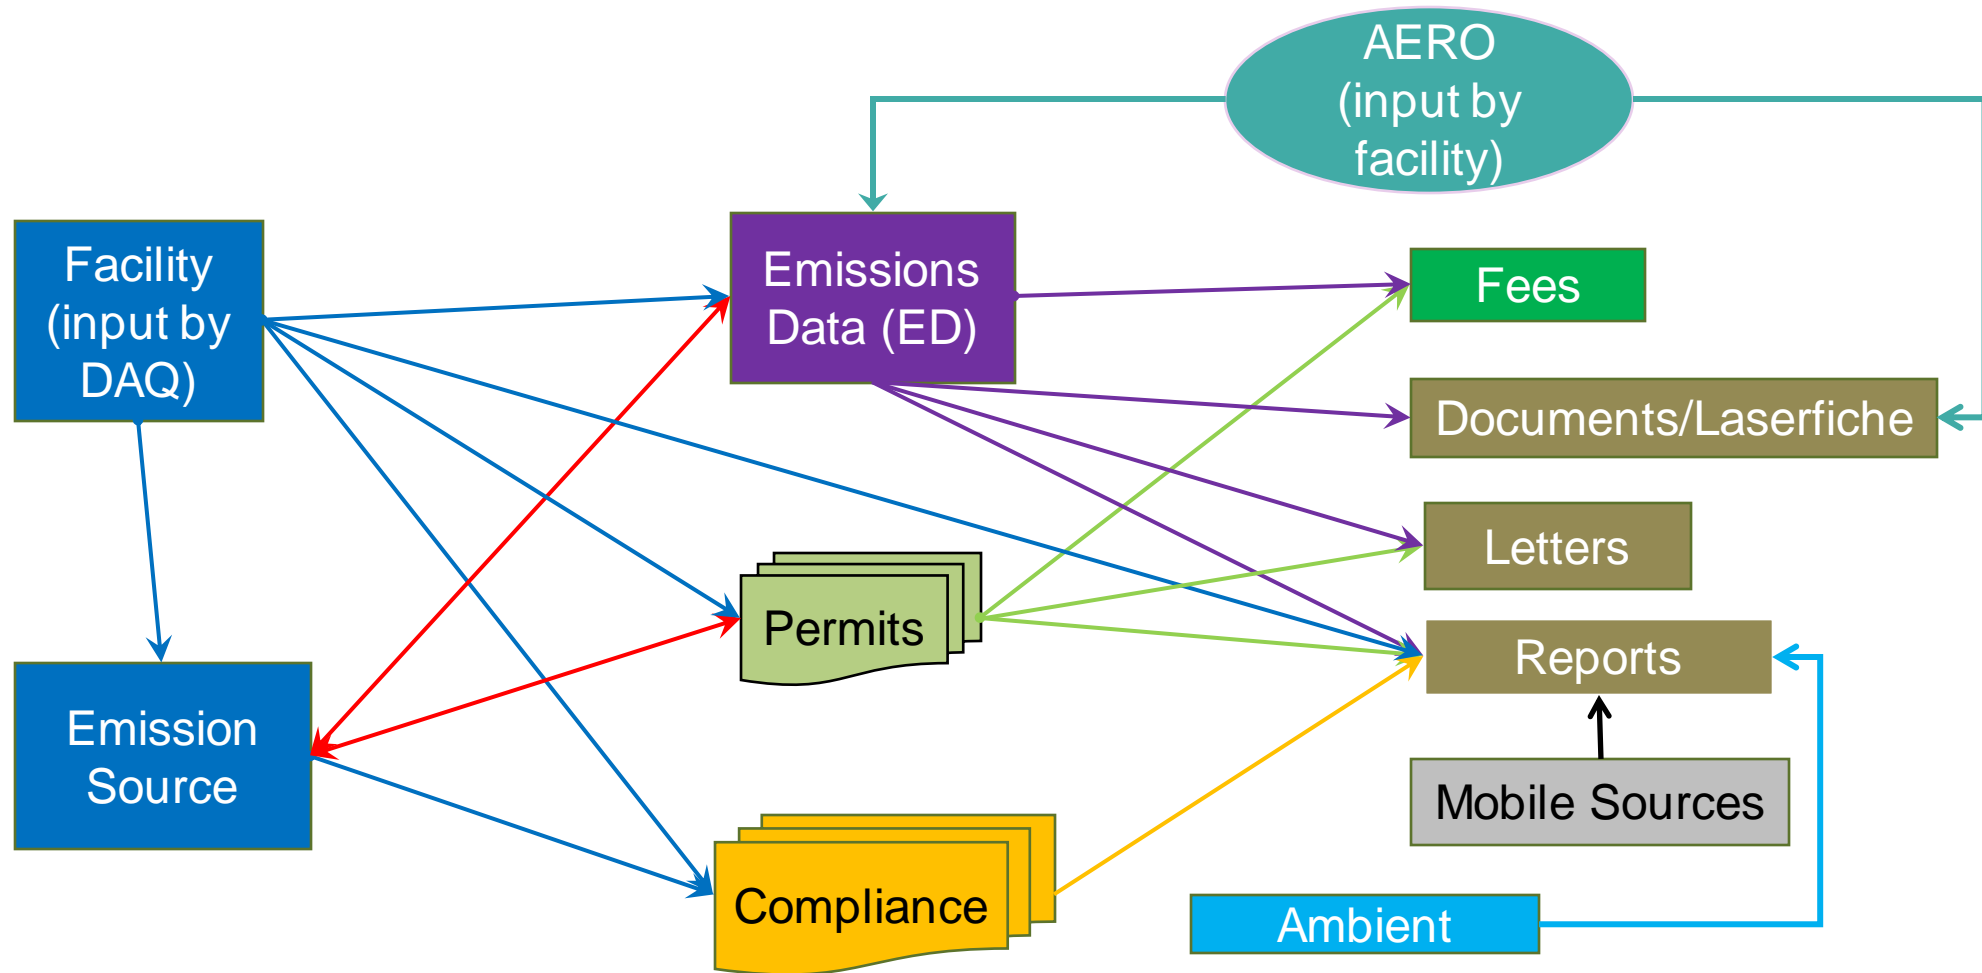 AERO
(input by
facility)
Facility
(input by
DAQ)
Emissions
Data (ED)
Fees
Documents/Laserfiche
Letters
Permits
Reports
Emission
Source
Mobile Sources
Compliance
Ambient